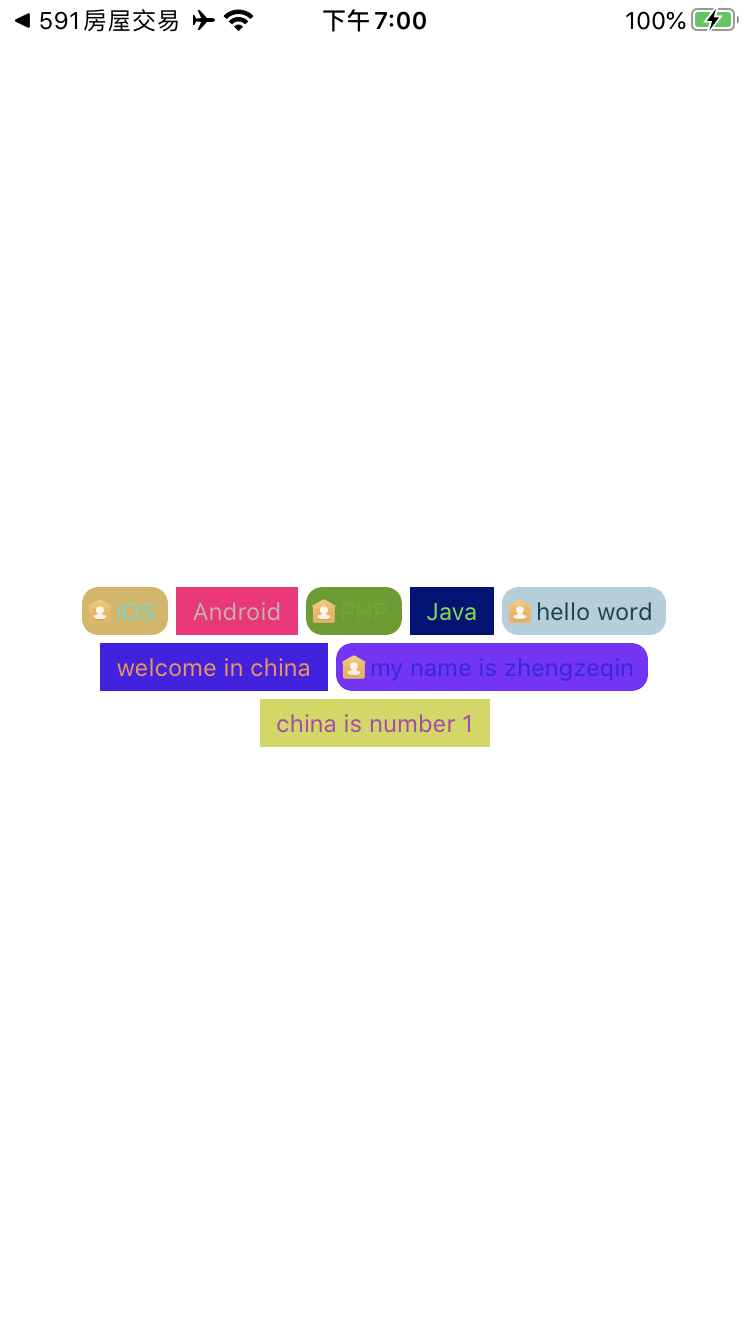 591房屋交易 下午7:00 100%
iOS Android PHP Java hello word
welcome in china my name is zhengzeqin
china is number 1